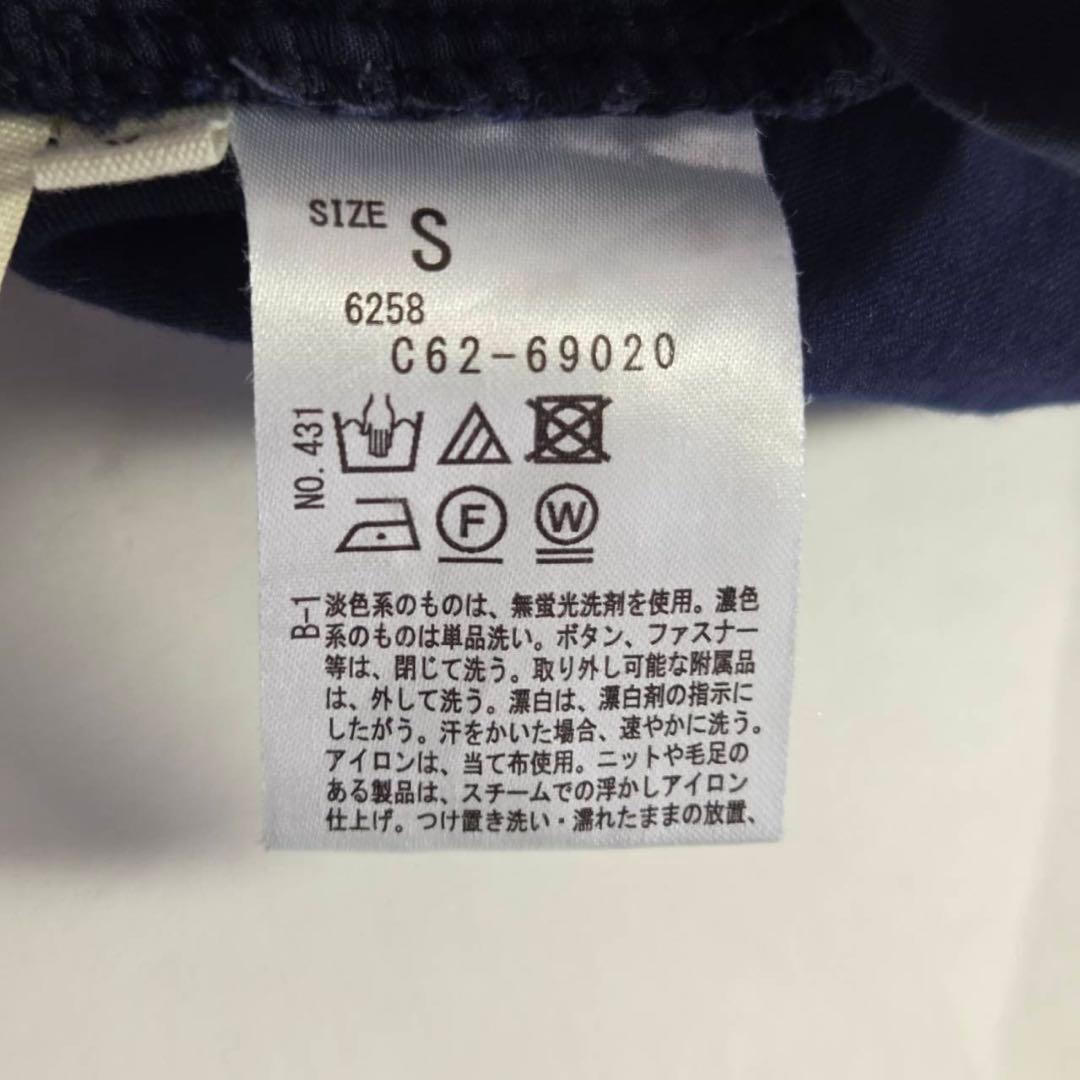 SIZE S
6258
C62-69020
NO. 431
F W
B-1
淡色系のものは、無蛍光洗剤を使用。濃色
系のものは単品洗い。ボタン、ファスナー
等は、閉じて洗う。取り外し可能な附属品
は、外して洗う。漂白は、漂白剤の指示に
したがう。汗をかいた場合、速やかに洗う。
アイロンは、当て布使用。ニットや毛足の
ある製品は、スチームでの浮かしアイロン
仕上げ。つけ置き洗い・濡れたままの放置、